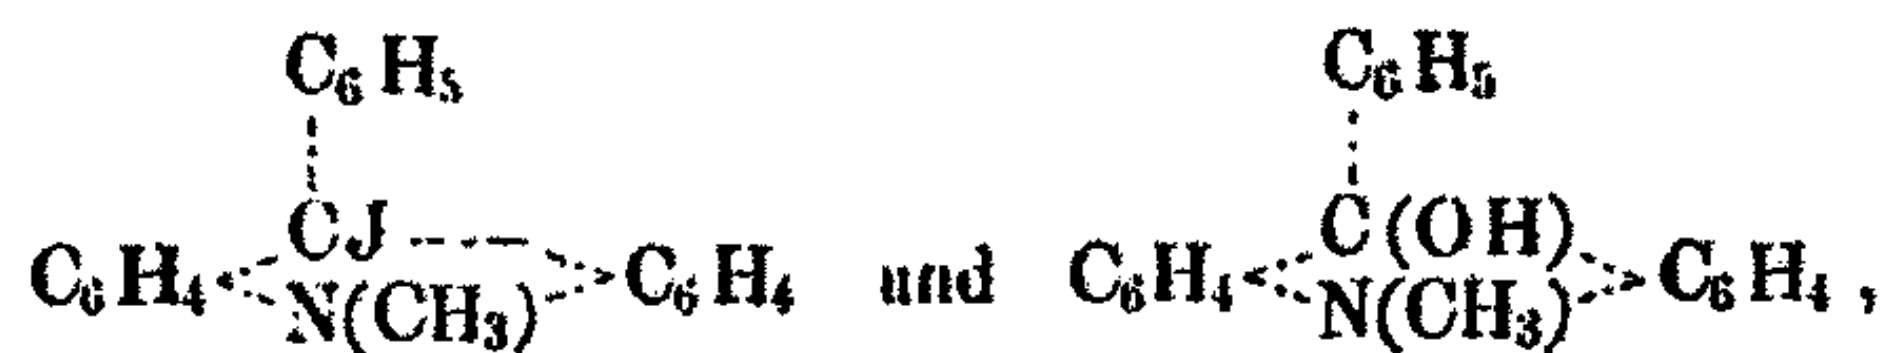 C₆H₅ C₆H₅
CJ C(OH)
C₆H₄ C₆H₄ und C₆H₄ C₆H₄ ,
N(CH₃) N(CH₃)